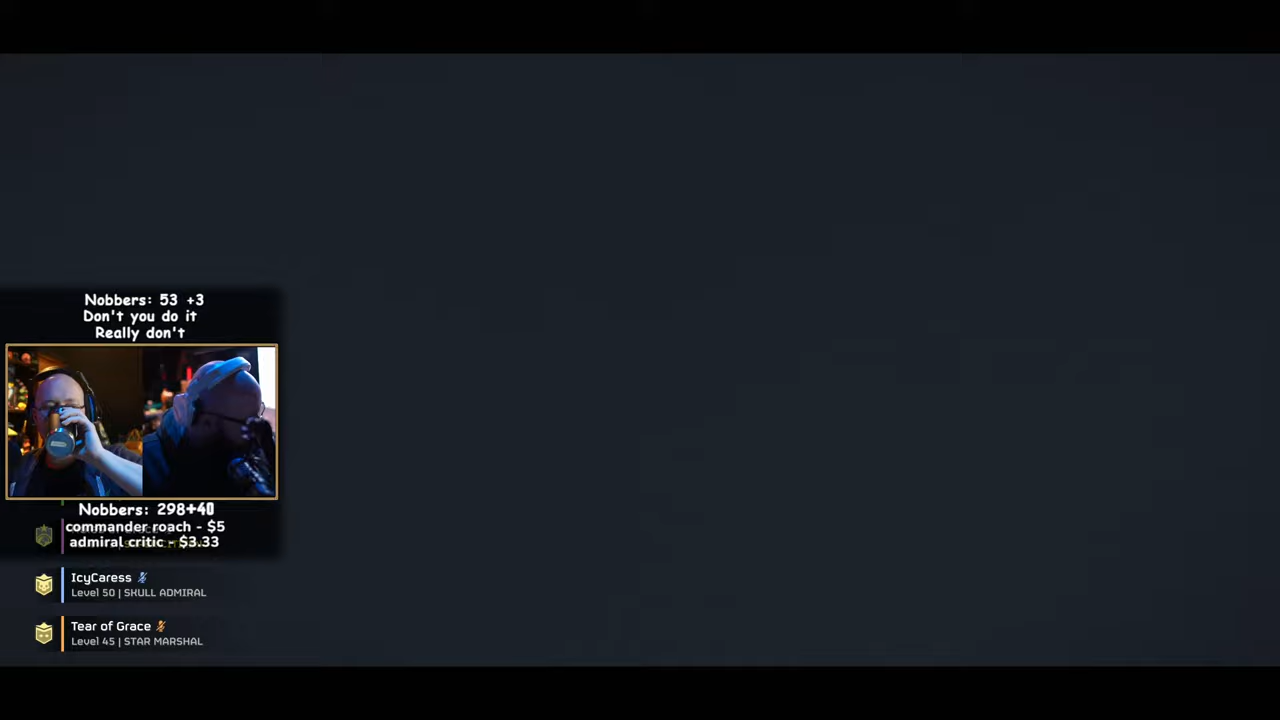 Nobbers: 53 +3
Don't you do it
Really don't
Nobbers: 298+40
commander roach - $5
admiral critic - $3.33
IcyCaress
Level 50 | SKULL ADMIRAL
Tear of Grace
Level 45 | STAR MARSHAL